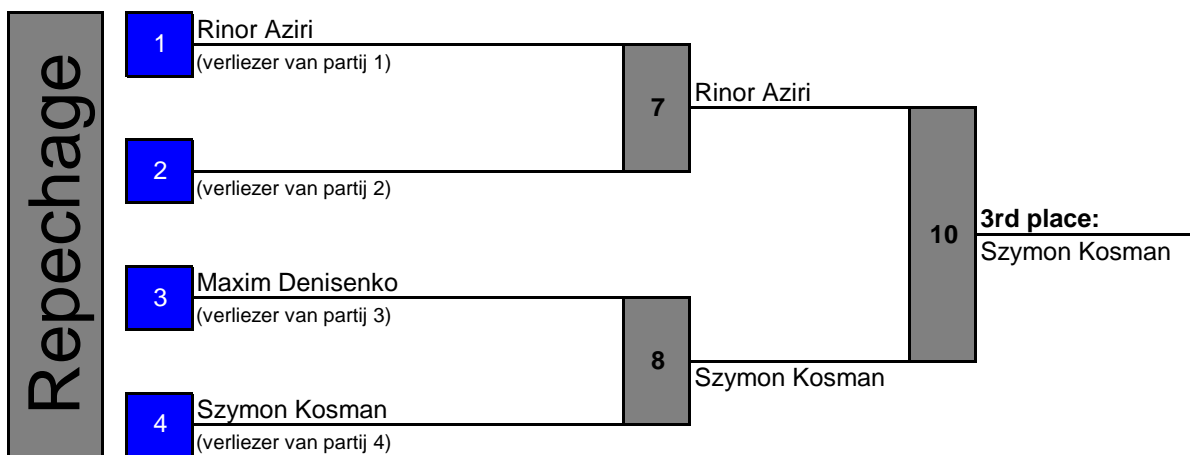 Repechage
1
Rinor Aziri
(verliezer van partij 1)
7
Rinor Aziri
2
(verliezer van partij 2)
10
3rd place:
Szymon Kosman
3
Maxim Denisenko
(verliezer van partij 3)
8
Szymon Kosman
4
Szymon Kosman
(verliezer van partij 4)